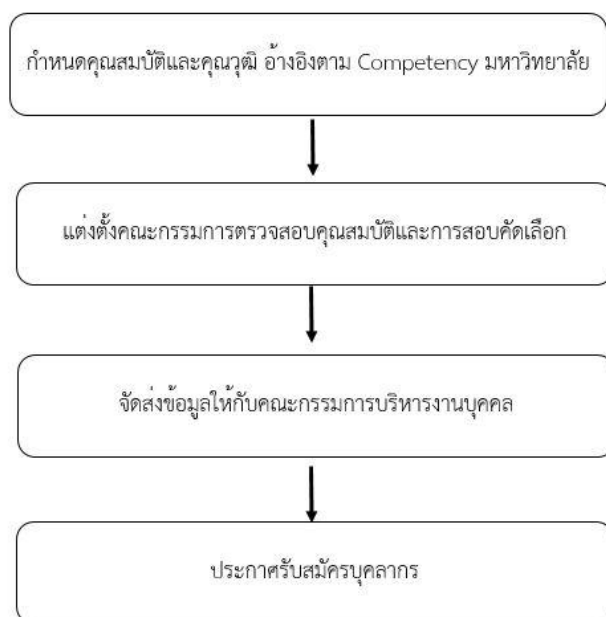 กำหนดคุณสมบัติและคุณวุฒิ อ้างอิงตาม Competency มหาวิทยาลัย
แต่งตั้งคณะกรรมการตรวจสอบคุณสมบัติและการสอบคัดเลือก
จัดส่งข้อมูลให้กับคณะกรรมการบริหารงานบุคคล
ประกาศรับสมัครบุคลากร